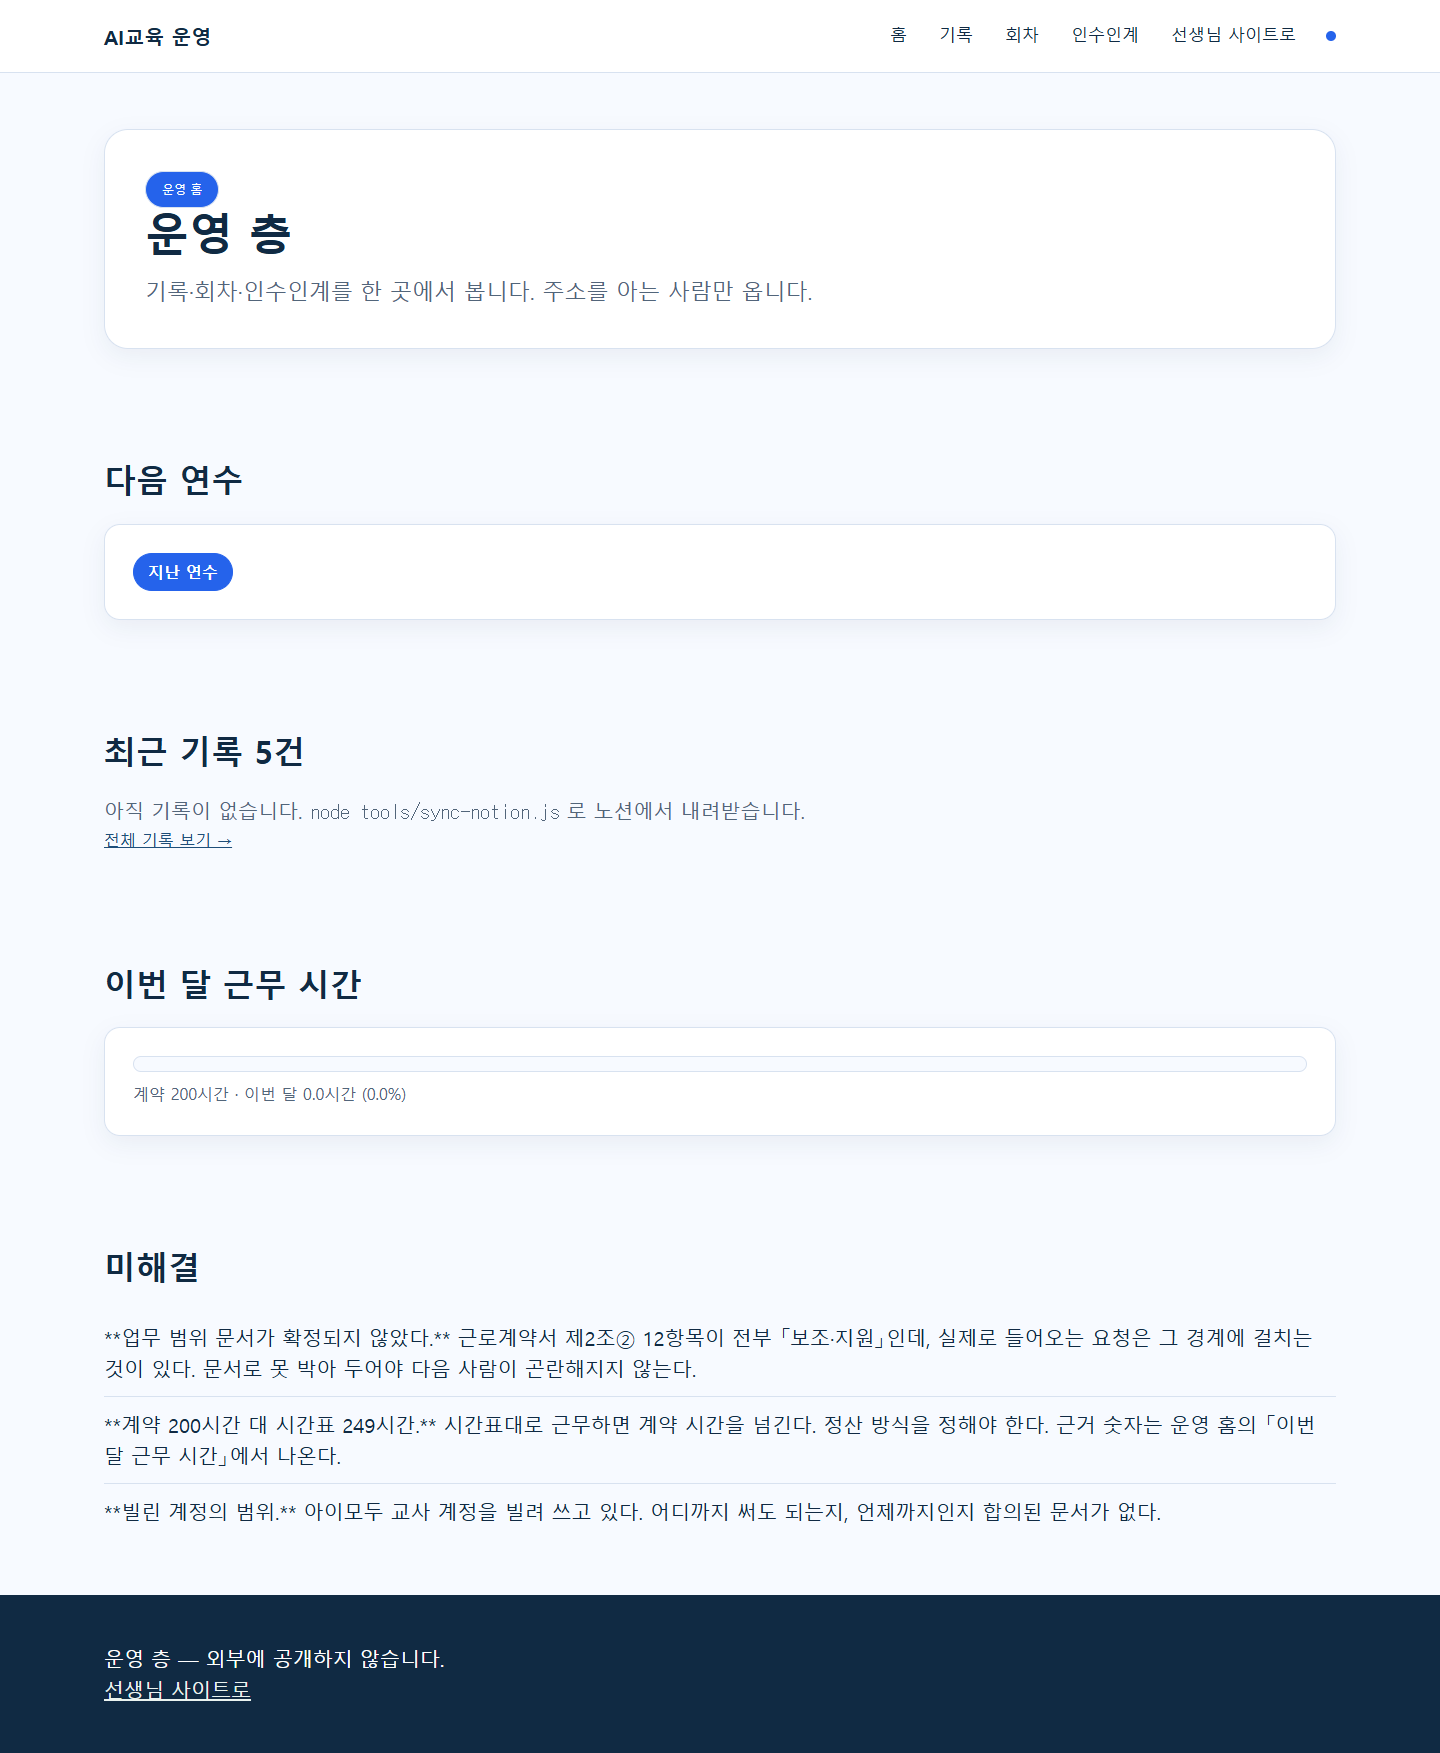 AI교육 운영
홈 기록 회차 인수인계 선생님 사이트로
운영 홈
운영 층
기록·회차·인수인계를 한 곳에서 봅니다. 주소를 아는 사람만 옵니다.
다음 연수
지난 연수
최근 기록 5건
아직 기록이 없습니다. node tools/sync-notion.js 로 노션에서 내려받습니다.
전체 기록 보기 →
이번 달 근무 시간
계약 200시간 · 이번 달 0.0시간 (0.0%)
미해결
**업무 범위 문서가 확정되지 않았다.** 근로계약서 제2조② 12항목이 전부 「보조·지원」인데, 실제로 들어오는 요청은 그 경계에 걸치는
것이 있다. 문서로 못 박아 두어야 다음 사람이 곤란해지지 않는다.
**계약 200시간 대 시간표 249시간.** 시간표대로 근무하면 계약 시간을 넘긴다. 정산 방식을 정해야 한다. 근거 숫자는 운영 홈의 「이번
달 근무 시간」에서 나온다.
**빌린 계정의 범위.** 아이모두 교사 계정을 빌려 쓰고 있다. 어디까지 써도 되는지, 언제까지인지 합의된 문서가 없다.
운영 층 — 외부에 공개하지 않습니다.
선생님 사이트로